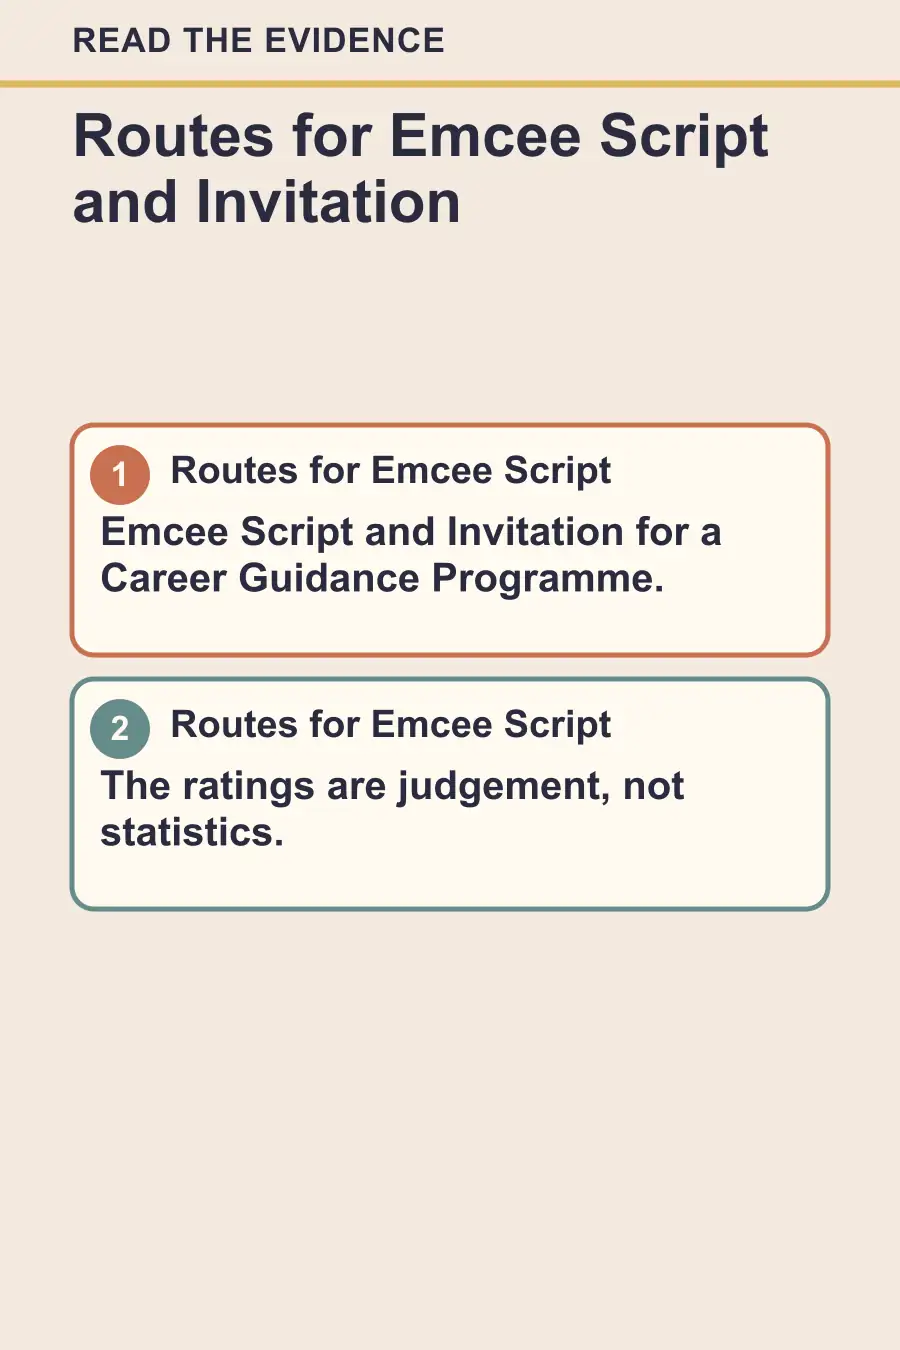 READ THE EVIDENCE
Routes for Emcee Script
and Invitation
1 Routes for Emcee Script
Emcee Script and Invitation for a
Career Guidance Programme.
2 Routes for Emcee Script
The ratings are judgement, not
statistics.